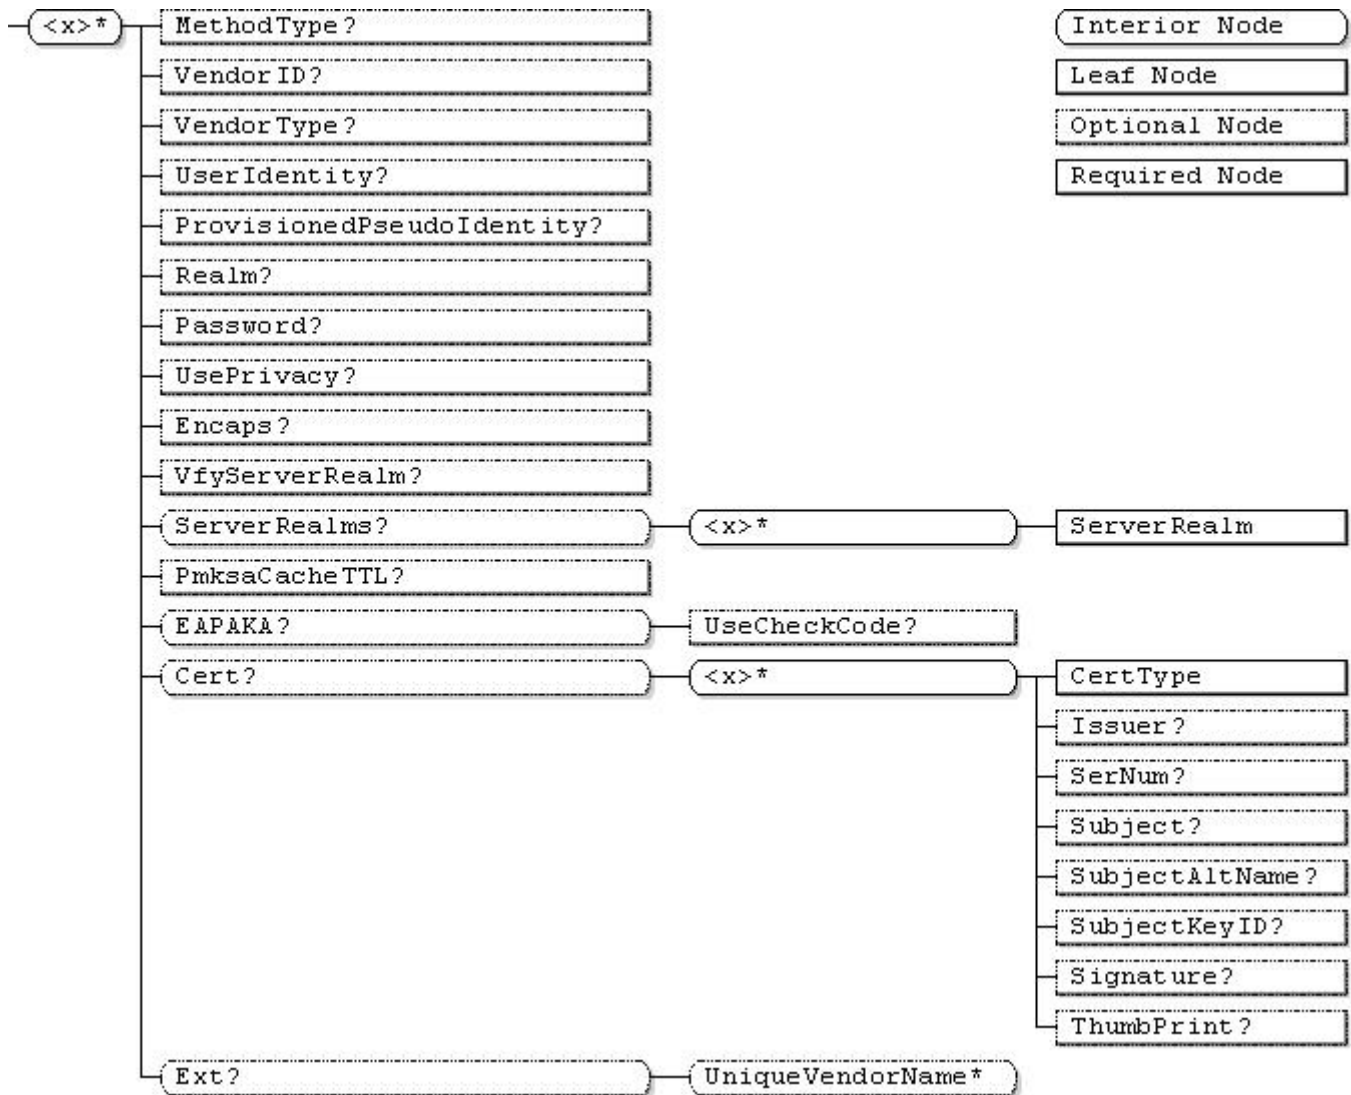 <x>*
MethodType?
Interior Node
VendorID?
Leaf Node
VendorType?
Optional Node
UserIdentity?
Required Node
ProvisionedPseudoIdentity?
Realm?
Password?
UsePrivacy?
Encaps?
VfyServerRealm?
ServerRealms?
<x>*
ServerRealm
PmksaCacheTTL?
EAPAKA?
UseCheckCode?
Cert?
<x>*
CertType
Issuer?
SerNum?
Subject?
SubjectAltName?
SubjectKeyID?
Signature?
ThumbPrint?
Ext?
UniqueVendorName*